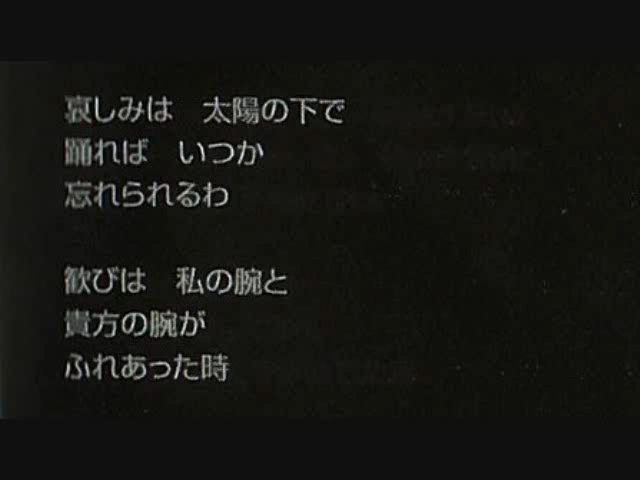 哀しみは　太陽の下で
踊れば　いつか
忘れられるわ
歓びは　私の腕と
貴方の腕が
ふれあった時